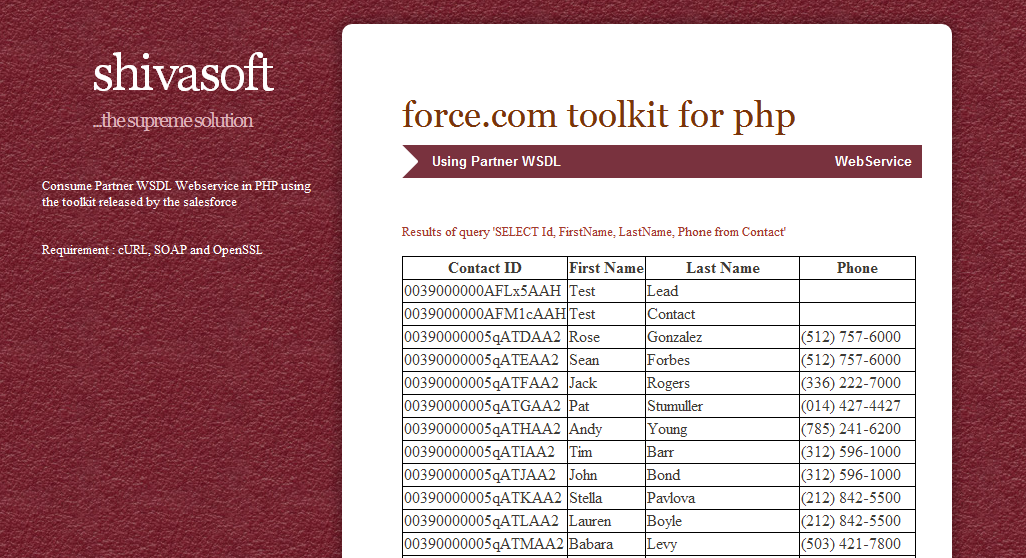 shivasoft
...the supreme solution
Consume Partner WSDL Webservice in PHP using
the toolkit released by the salesforce
Requirement : cURL, SOAP and OpenSSL
force.com toolkit for php
Using Partner WSDL WebService
Results of query 'SELECT Id, FirstName, LastName, Phone from Contact'
Contact ID First Name Last Name Phone
0039000000AFLx5AAH Test Lead
0039000000AFM1cAAH Test Contact
00390000005qATDAA2 Rose Gonzalez (512) 757-6000
00390000005qATEAA2 Sean Forbes (512) 757-6000
00390000005qATFAA2 Jack Rogers (336) 222-7000
00390000005qATGAA2 Pat Stumuller (014) 427-4427
00390000005qATHAA2 Andy Young (785) 241-6200
00390000005qATIAA2 Tim Barr (312) 596-1000
00390000005qATJAA2 John Bond (312) 596-1000
00390000005qATKAA2 Stella Pavlova (212) 842-5500
00390000005qATLAA2 Lauren Boyle (212) 842-5500
00390000005qATMAA2 Babara Levy (503) 421-7800